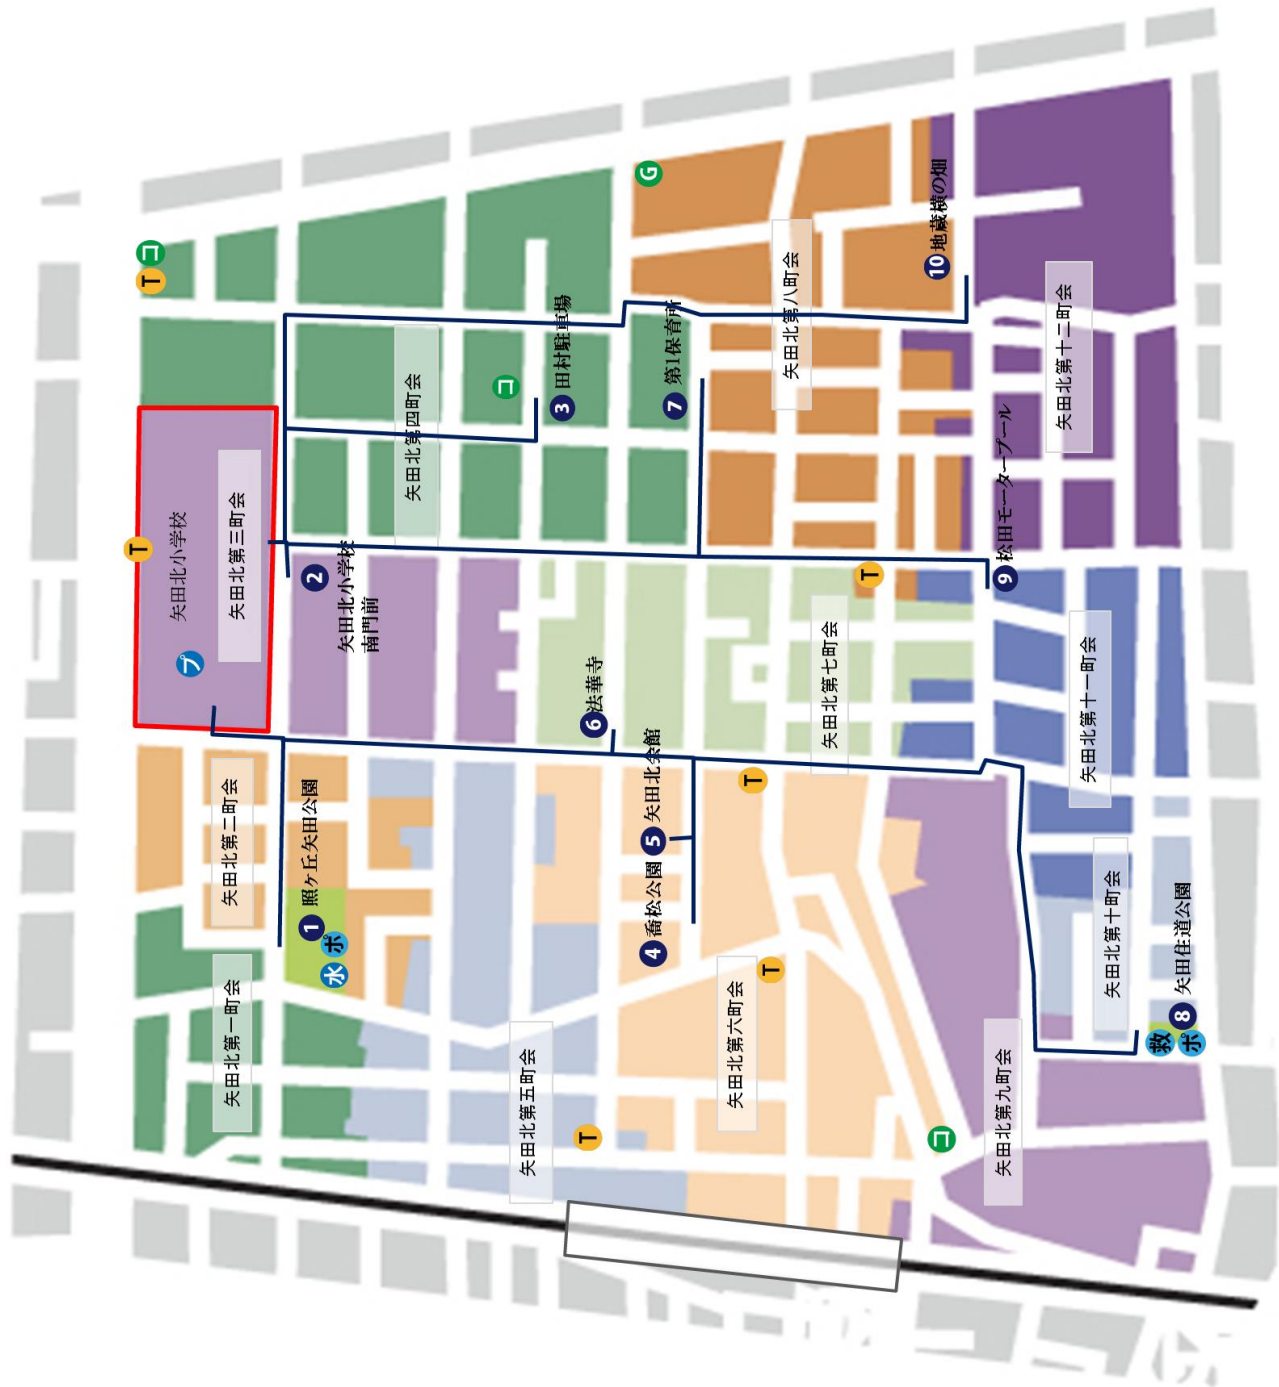 コ
T
G
T
矢田北小学校
矢田北第三町会
プ
矢田北第四町会
コ
3 田村駐車場
7 第1保育所
矢田北第八町会
10 地蔵横の畑
矢田北第十二町会
2 矢田北小学校
南門前
9 松田モータープール
T
矢田北第七町会
6 法華寺
矢田北第十一町会
矢田北第二町会
1 照ヶ丘矢田公園
ポ
水
5 矢田北会館
4 喬松公園
T
T
矢田北第十町会
8 矢田住道公園
救
ポ
矢田北第一町会
矢田北第五町会
T
矢田北第六町会
コ
矢田北第九町会